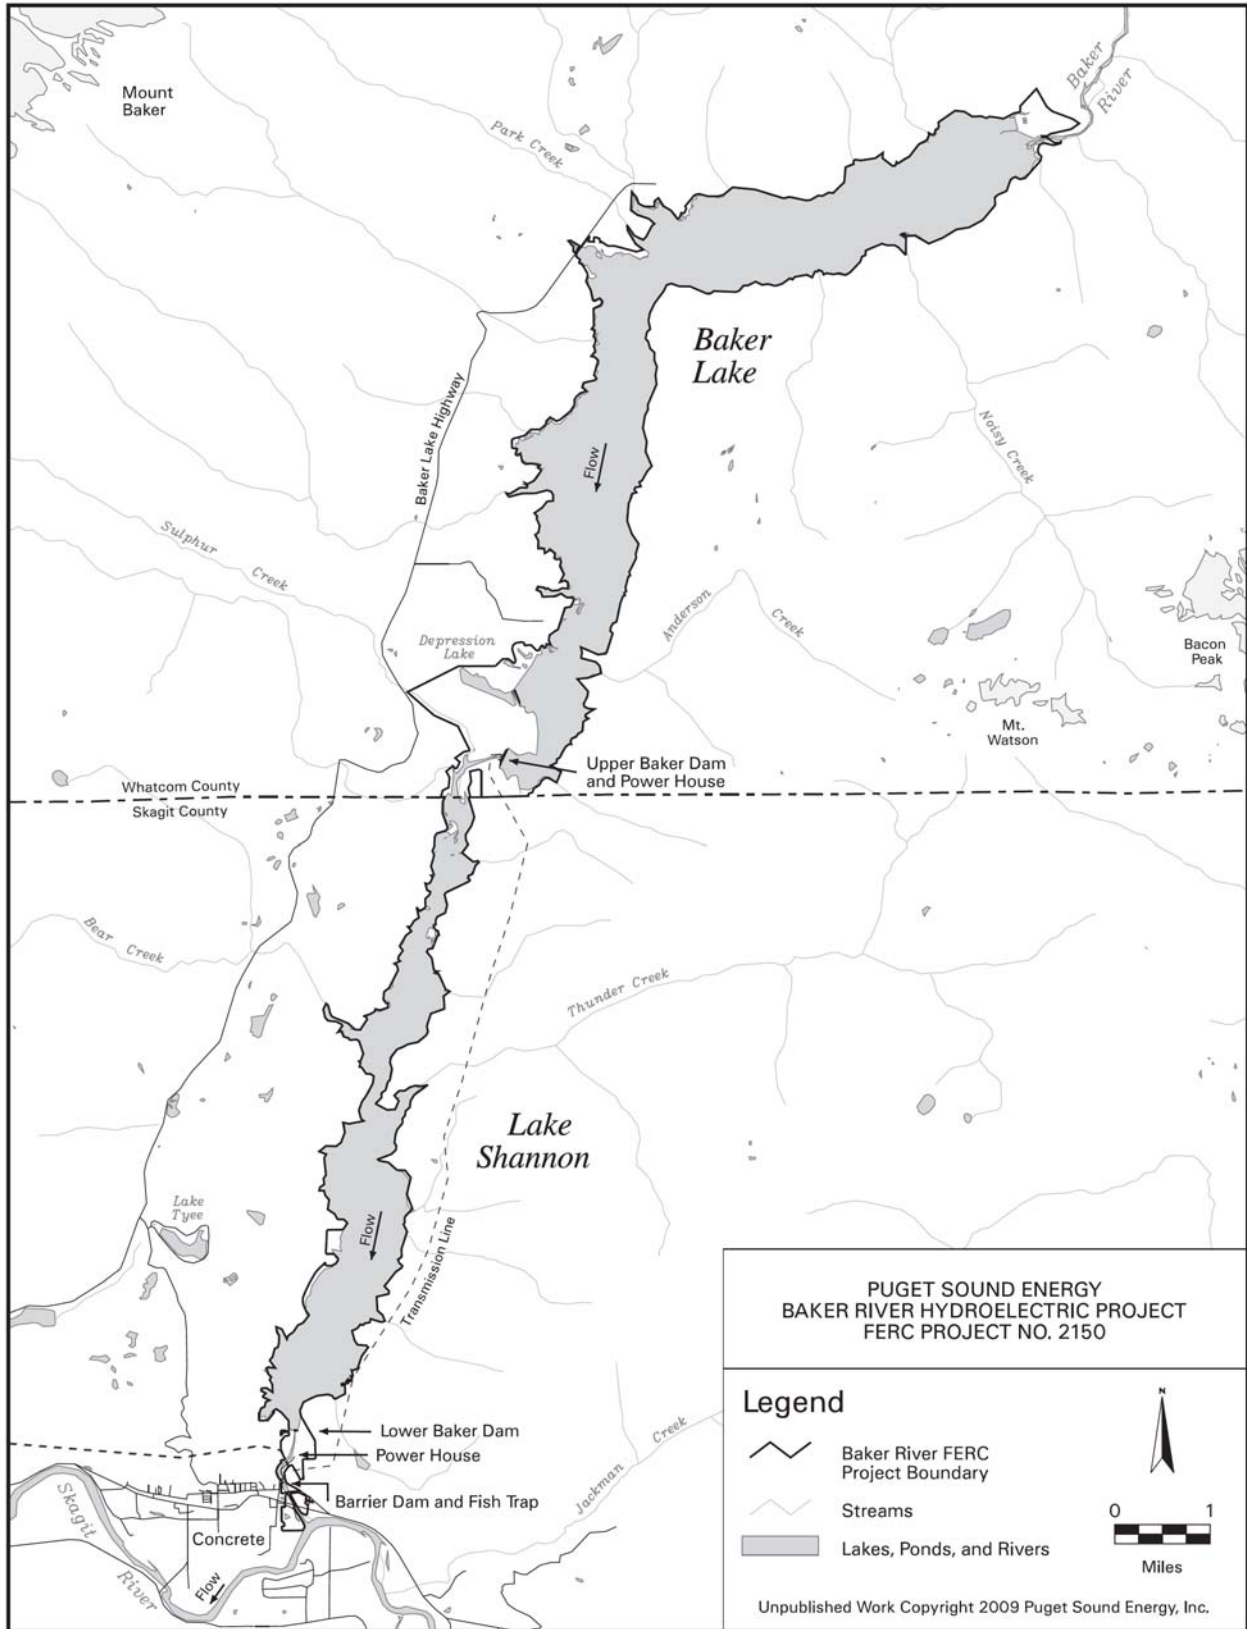 Mount
Baker
Park Creek
Baker
River
Baker
Lake
Baker Lake Highway
Flow
Noisy Creek
Sulphur
Creek
Anderson
Creek
Depression
Lake
Bacon
Peak
Mt.
Watson
Upper Baker Dam
and Power House
Whatcom County
Skagit County
Bear Creek
Thunder Creek
Lake
Shannon
Lake
Tyee
Flow
Transmission Line
Lower Baker Dam
Power House
Barrier Dam and Fish Trap
Jackman Creek
Skagit
River
Concrete
Flow
PUGET SOUND ENERGY
BAKER RIVER HYDROELECTRIC PROJECT
FERC PROJECT NO. 2150
Legend
N
Baker River FERC
Project Boundary
Streams
Lakes, Ponds, and Rivers
0 1
Miles
Unpublished Work Copyright 2009 Puget Sound Energy, Inc.